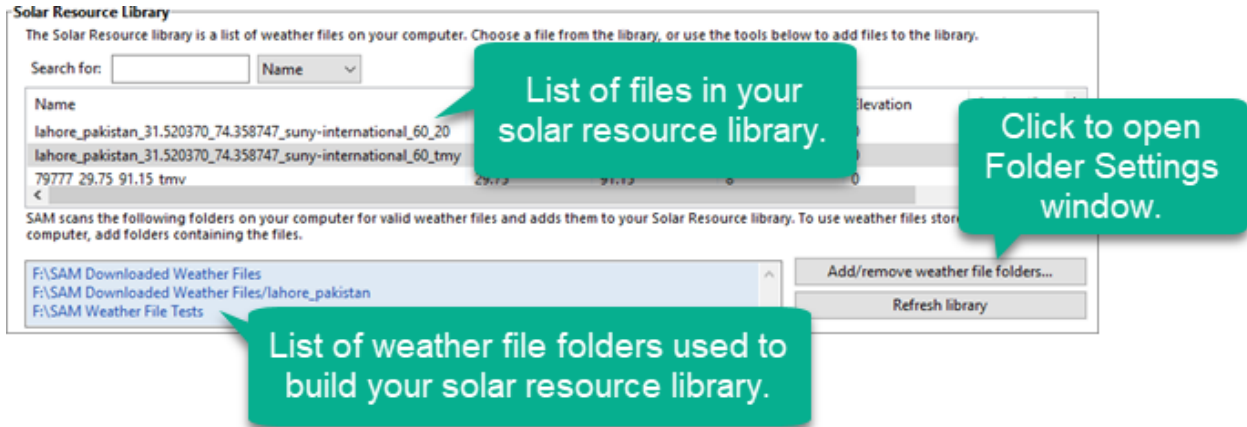 Solar Resource Library
The Solar Resource library is a list of weather files on your computer. Choose a file from the library, or use the tools below to add files to the library.
Search for: Name
List of files in your
solar resource library.
Name Elevation
lahore_pakistan_31.520370_74.358747_suny-international_60_20
lahore_pakistan_31.520370_74.358747_suny-international_60_tmy
79777 29.75 91.15 tmy 29.75 91.15 8 0
Click to open
Folder Settings
window.
SAM scans the following folders on your computer for valid weather files and adds them to your Solar Resource library. To use weather files
computer, add folders containing the files.
F:\SAM Downloaded Weather Files
F:\SAM Downloaded Weather Files/lahore_pakistan
F:\SAM Weather File Tests
Add/remove weather file folders...
Refresh library
List of weather file folders used to
build your solar resource library.